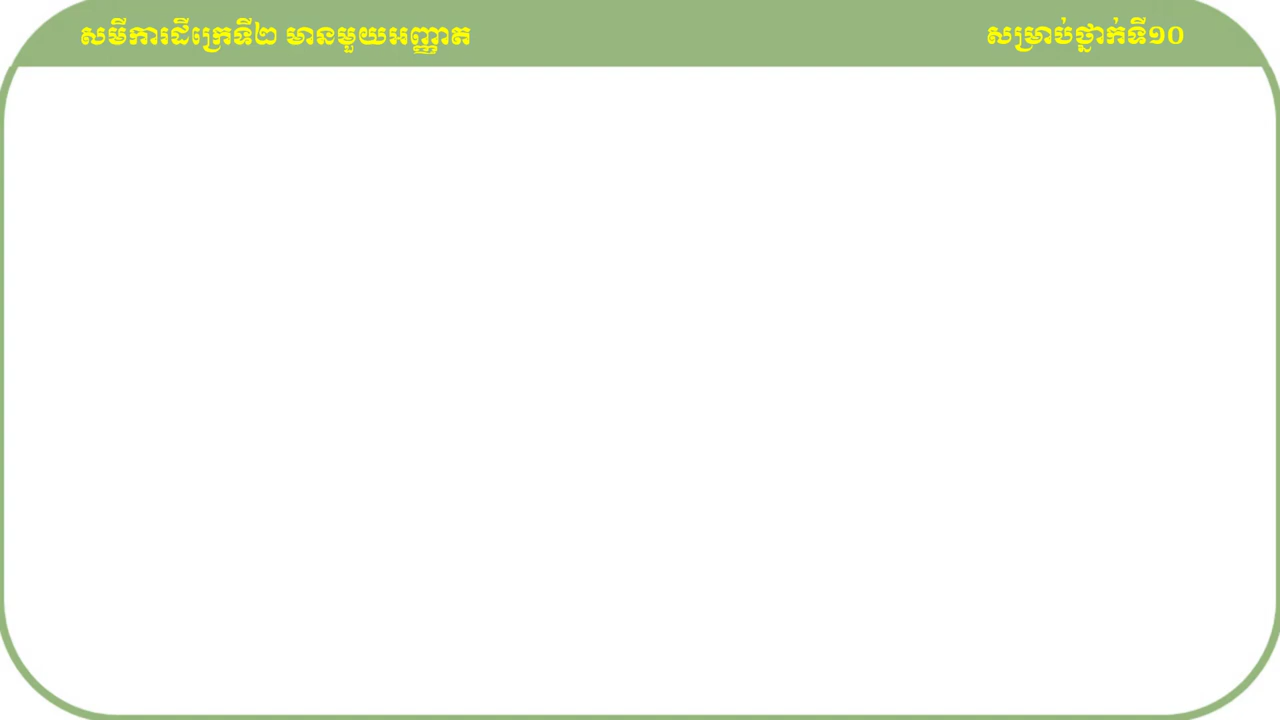 សមីការដឺក្រេទី២ មានមួយអញ្ញាត
សម្រាប់ថ្នាក់ទី១០